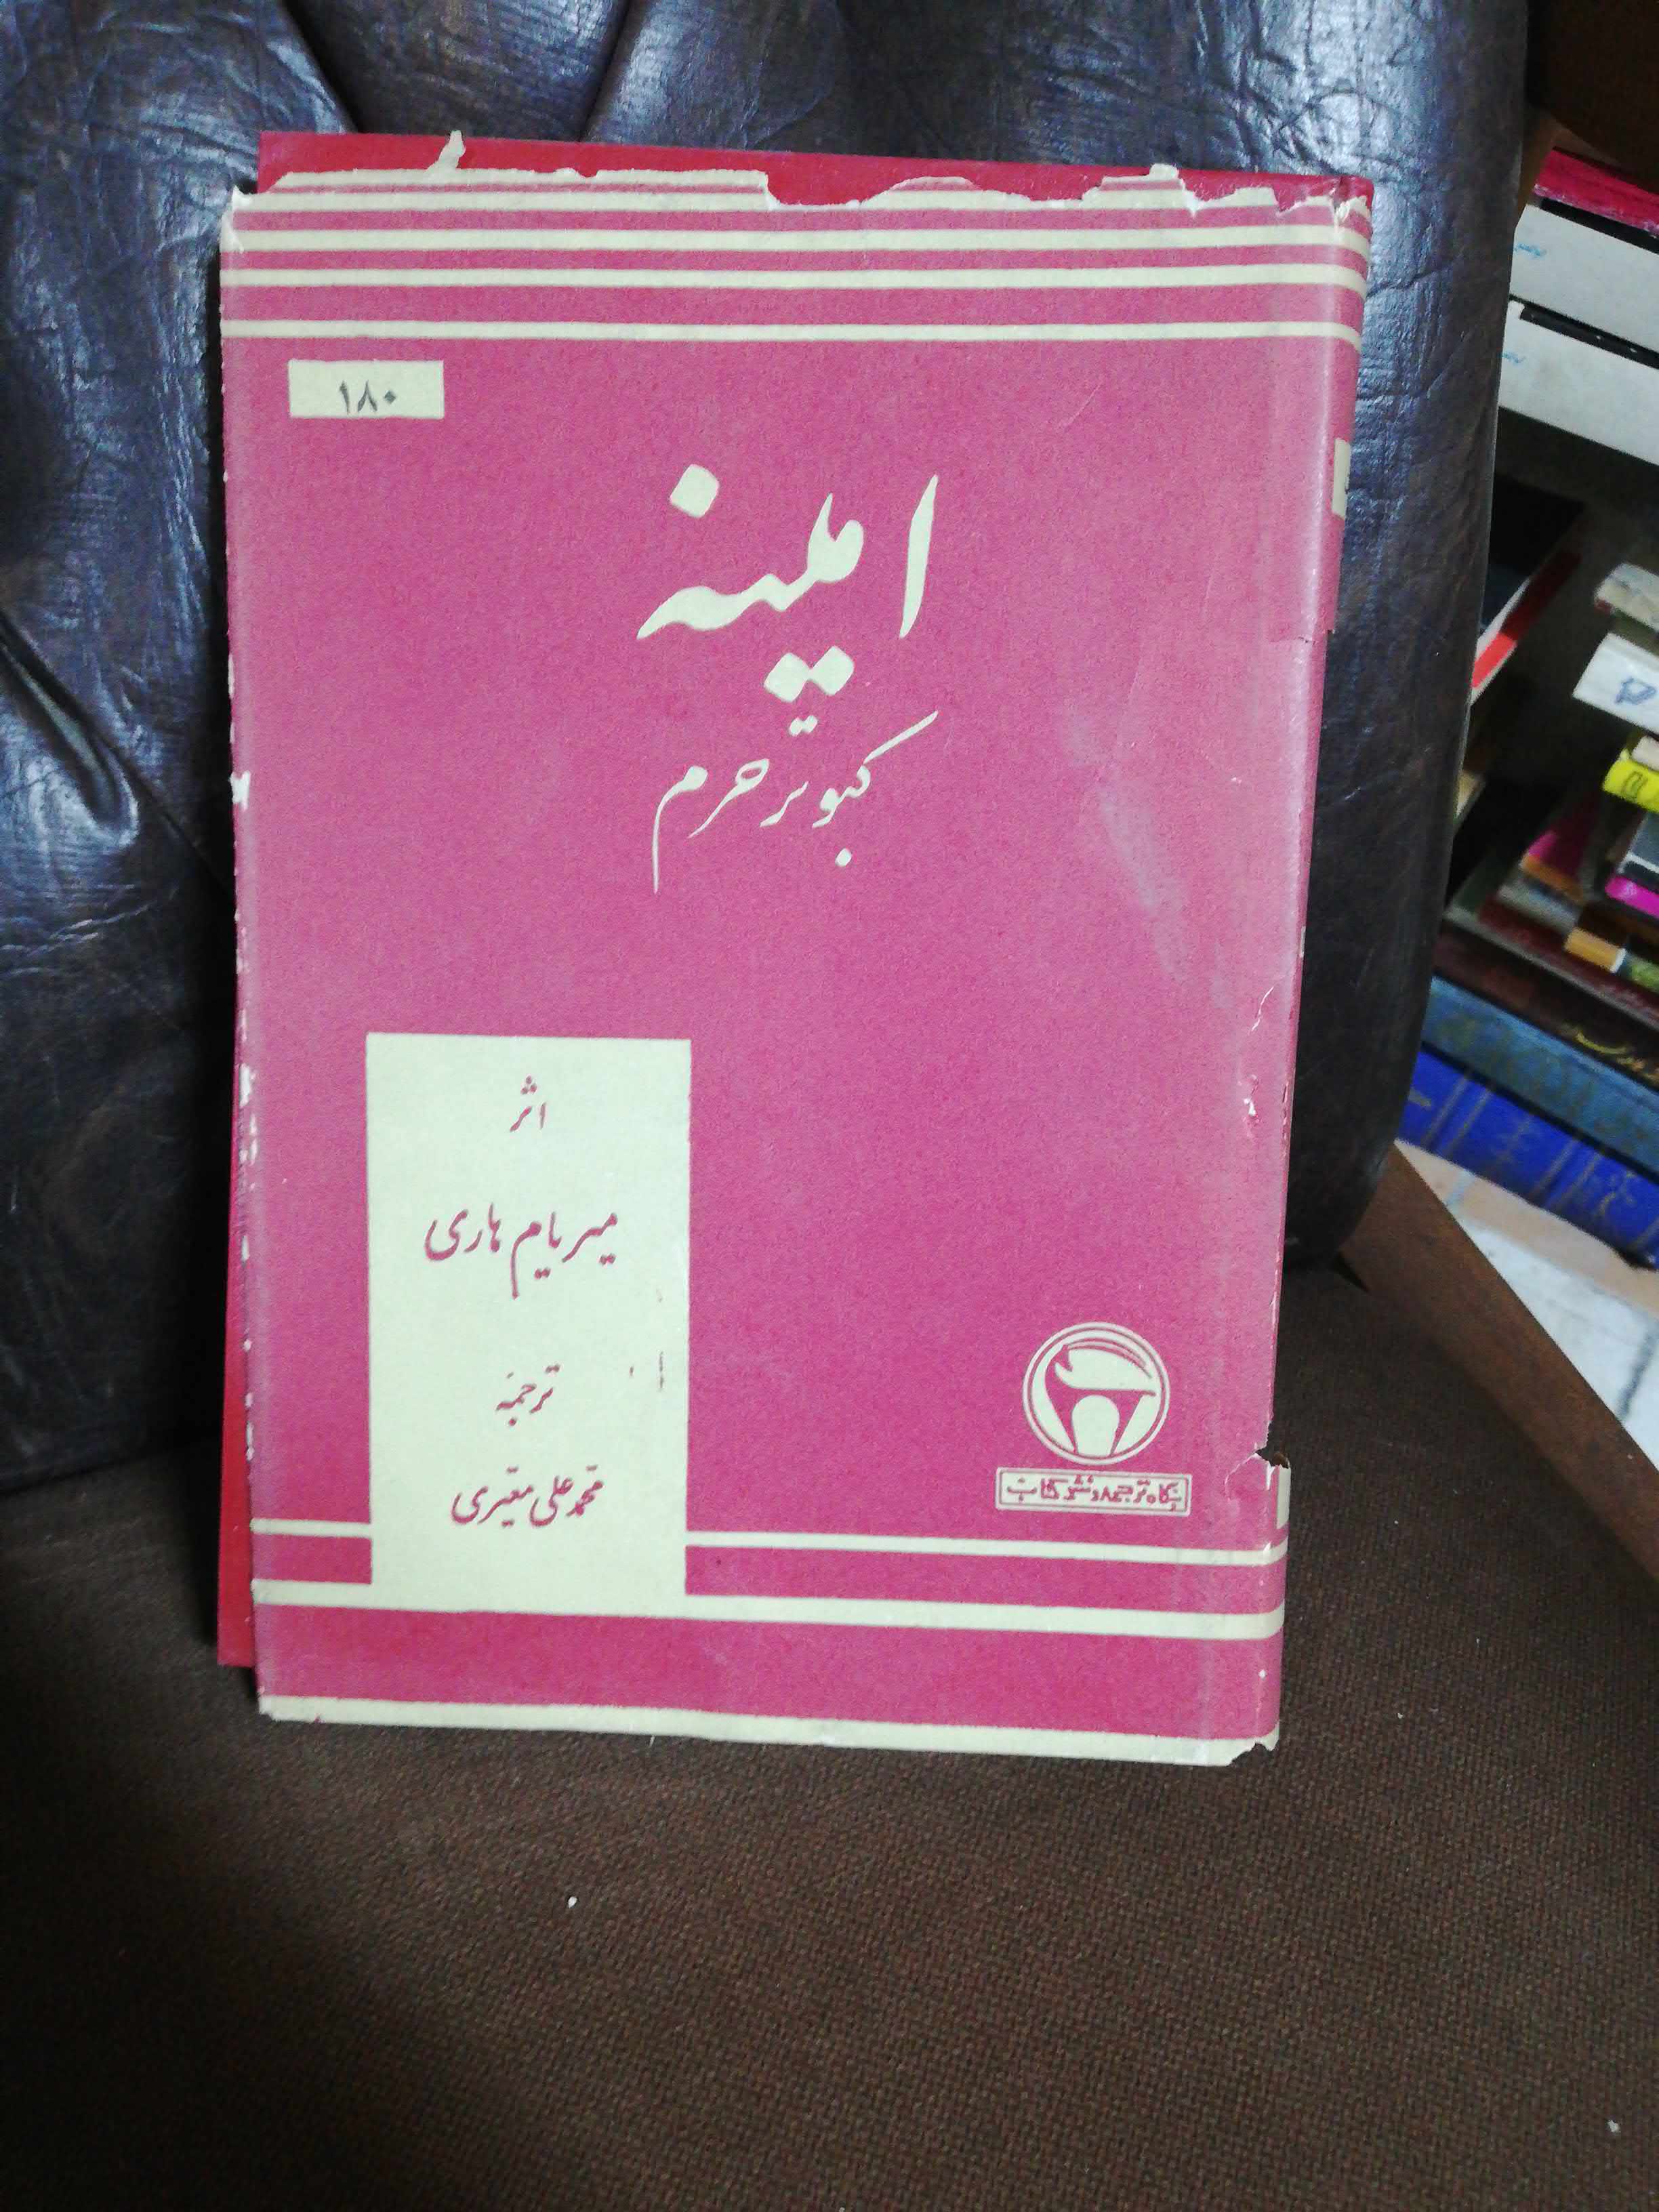 ۱۸۰
امینه
کبوتر حرم
اثر
میریام هاری
ترجمهٔ
محمد علی معیری
بنگاه ترجمه و نشر کتاب